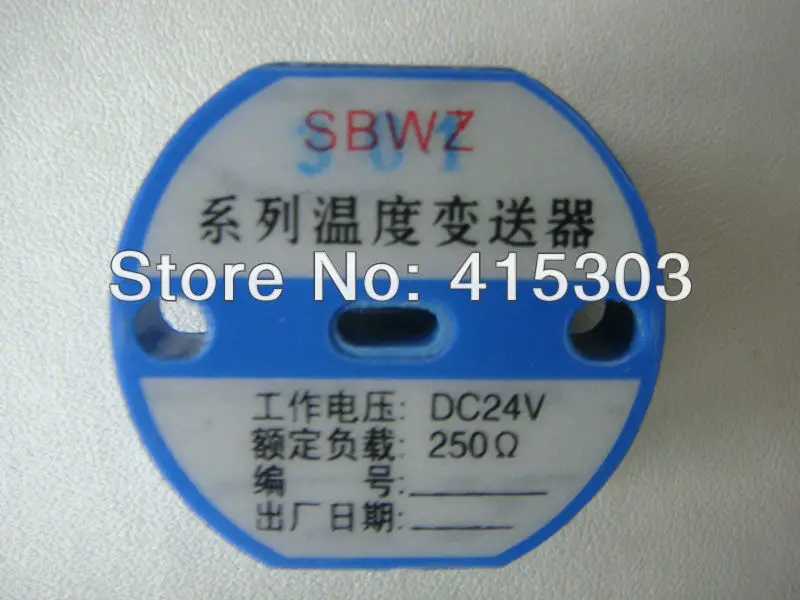 SBWZ
系列温度变送器
Store No: 415303
工作电压: DC24V
额定负载: 250Ω
编 号:
出厂日期: